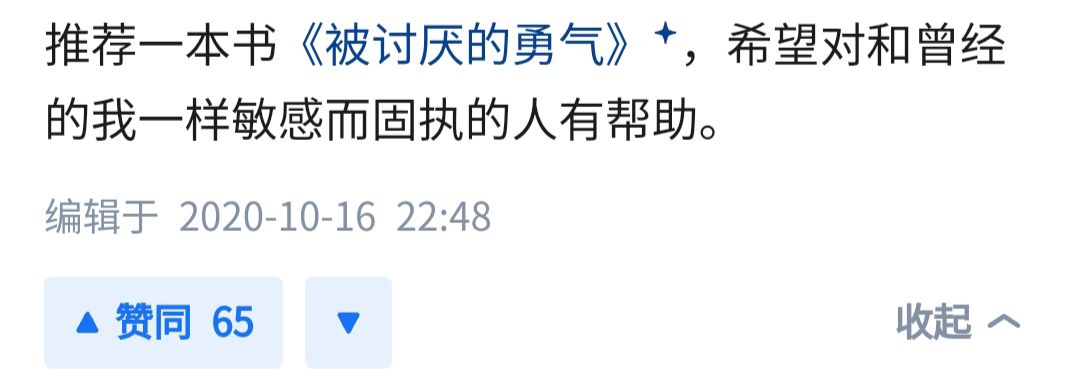 推荐一本书《被讨厌的勇气》，希望对和曾经
的我一样敏感而固执的人有帮助。
编辑于 2020-10-16 22:48
赞同 65
收起